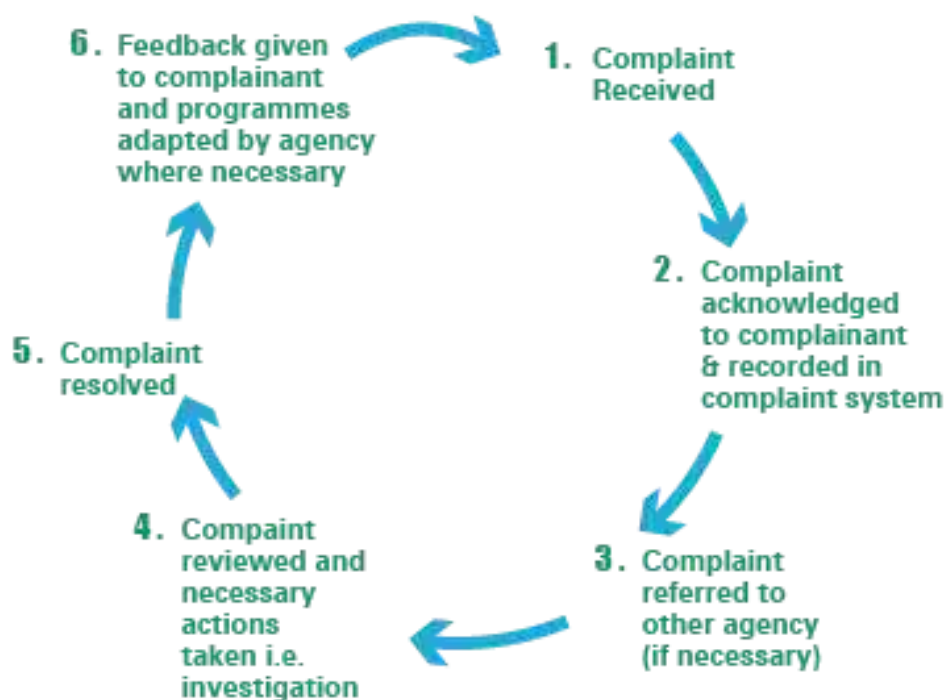 1. Complaint
Received
2. Complaint
acknowledged
to complainant
& recorded in
complaint system
3. Complaint
referred to
other agency
(if necessary)
4. Compaint
reviewed and
necessary
actions
taken i.e.
investigation
5. Complaint
resolved
6. Feedback given
to complainant
and programmes
adapted by agency
where necessary